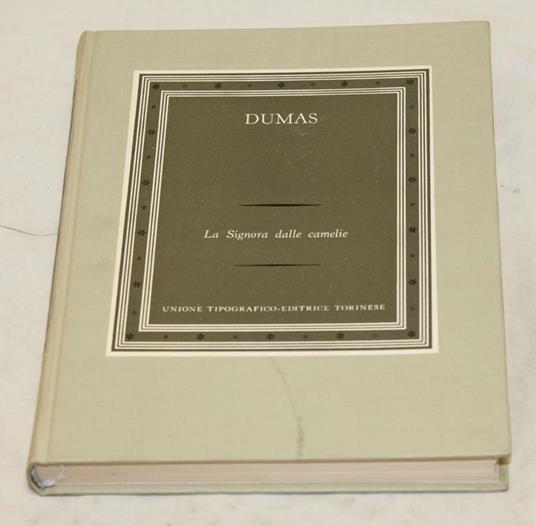 DUMAS
La Signora dalle camelie
UNIONE TIPOGRAFICO-EDITRICE TORINESE